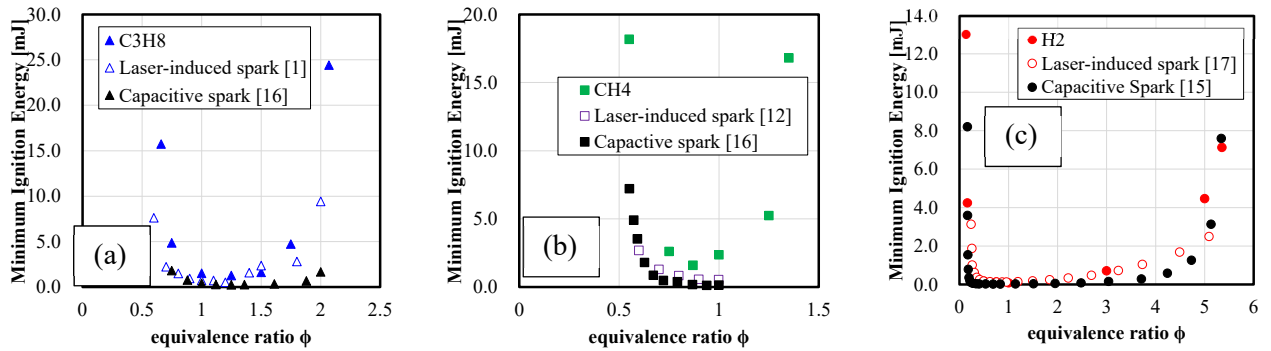 Minimum Ignition Energy [mJ]
30.0
25.0
20.0
15.0
10.0
5.0
0.0
C3H8
Laser-induced spark [1]
Capacitive spark [16]
(a)
0
0.5
1
1.5
2
2.5
equivalence ratio ϕ
Minimum Ignition Energy [mJ]
20.0
15.0
10.0
5.0
0.0
CH4
Laser-induced spark [12]
Capactive spark [16]
(b)
0
0.5
1
1.5
equivalence ratio ϕ
Minimum Ignition Energy [mJ]
14.0
12.0
10.0
8.0
6.0
4.0
2.0
0.0
H2
Laser-induced spark [17]
Capacitive Spark [15]
(c)
0
1
2
3
4
5
6
equivalence ratio ϕ